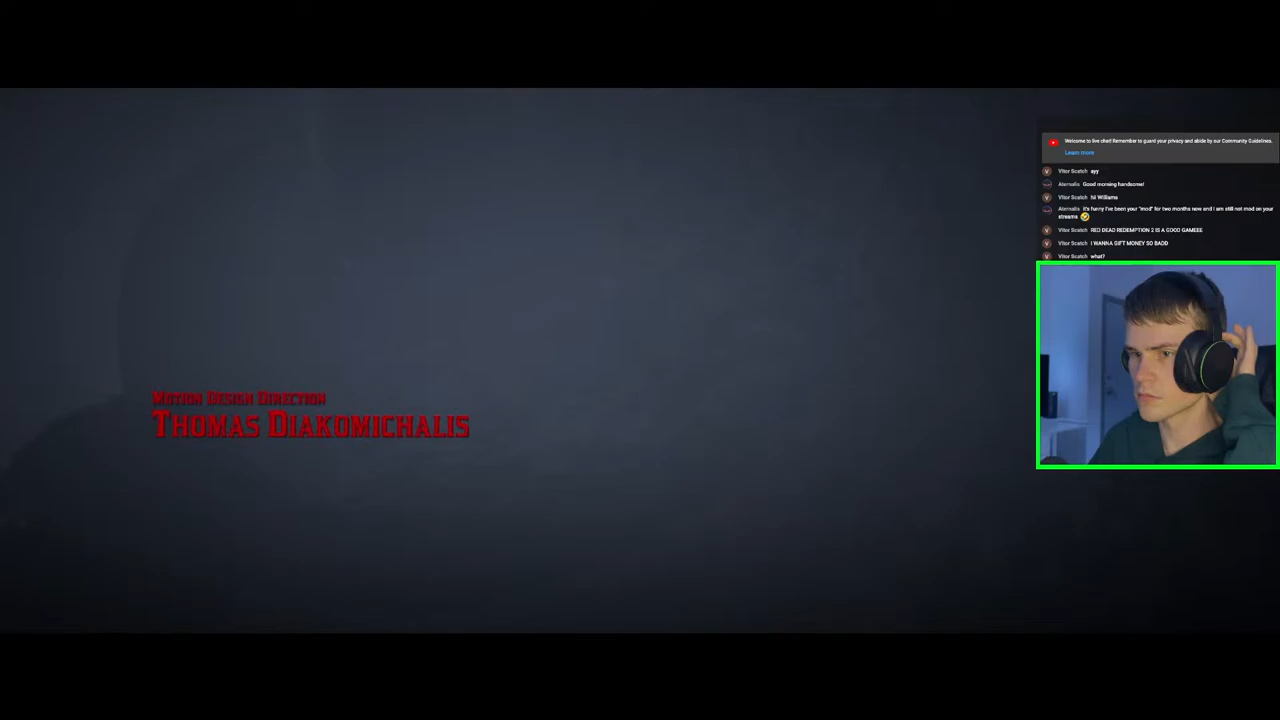 Welcome to live chat! Remember to guard your privacy and abide by our Community Guidelines.
Learn more
Vitor Scatch ayy
Aternalis Good morning handsome!
Vitor Scatch hii Williams
Aternalis It's funny I've been your "mod" for two months now and I am still not mod on your
streams 🤣
Vitor Scatch RED DEAD REDEMPTION 2 IS A GOOD GAMEEE
Vitor Scatch I WANNA GIFT MONEY SO BADD
Vitor Scatch what?
MOTION DESIGN DIRECTION
THOMAS DIAKOMICHALIS